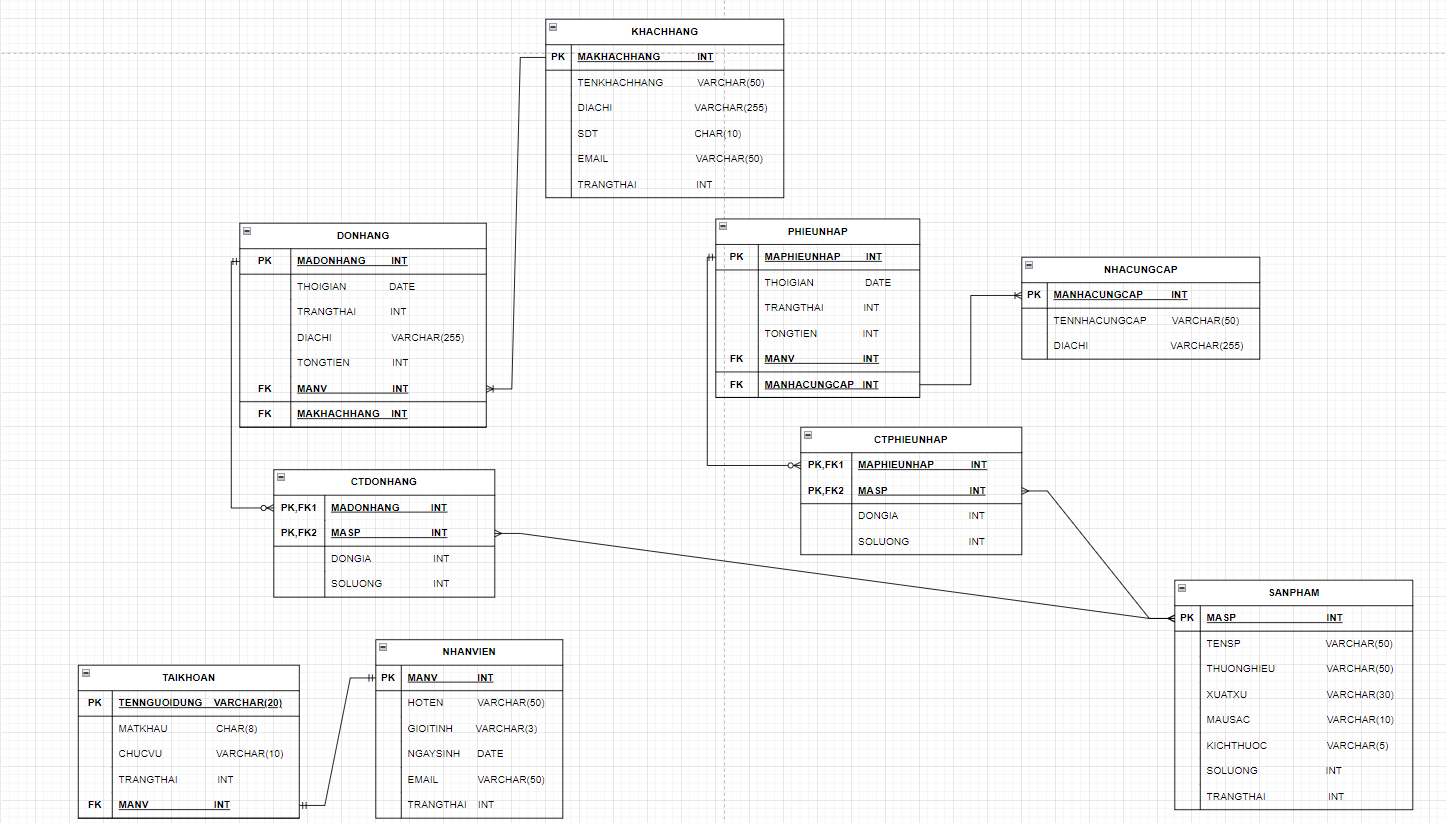 KHACHHANG
PK MAKHACHHANG INT
TENKHACHHANG VARCHAR(50)
DIACHI VARCHAR(255)
SDT CHAR(10)
EMAIL VARCHAR(50)
TRANGTHAI INT
DONHANG
PK MADONHANG INT
THOIGIAN DATE
TRANGTHAI INT
DIACHI VARCHAR(255)
TONGTIEN INT
FK MANV INT
FK MAKHACHHANG INT
PHIEUNHAP
PK MAPHIEUNHAP INT
THOIGIAN DATE
TRANGTHAI INT
TONGTIEN INT
FK MANV INT
FK MANHACUNGCAP INT
NHACUNGCAP
PK MANHACUNGCAP INT
TENNHACUNGCAP VARCHAR(50)
DIACHI VARCHAR(255)
CTDONHANG
PK,FK1 MADONHANG INT
PK,FK2 MASP INT
DONGIA INT
SOLUONG INT
CTPHIEUNHAP
PK,FK1 MAPHIEUNHAP INT
PK,FK2 MASP INT
DONGIA INT
SOLUONG INT
SANPHAM
PK MASP INT
TENSP VARCHAR(50)
THUONGHIEU VARCHAR(50)
XUATXU VARCHAR(30)
MAUSAC VARCHAR(10)
KICHTHUOC VARCHAR(5)
SOLUONG INT
TRANGTHAI INT
TAIKHOAN
PK TENNGUOIDUNG VARCHAR(20)
MATKHAU CHAR(8)
CHUCVU VARCHAR(10)
TRANGTHAI INT
FK MANV INT
NHANVIEN
PK MANV INT
HOTEN VARCHAR(50)
GIOITINH VARCHAR(3)
NGAYSINH DATE
EMAIL VARCHAR(50)
TRANGTHAI INT